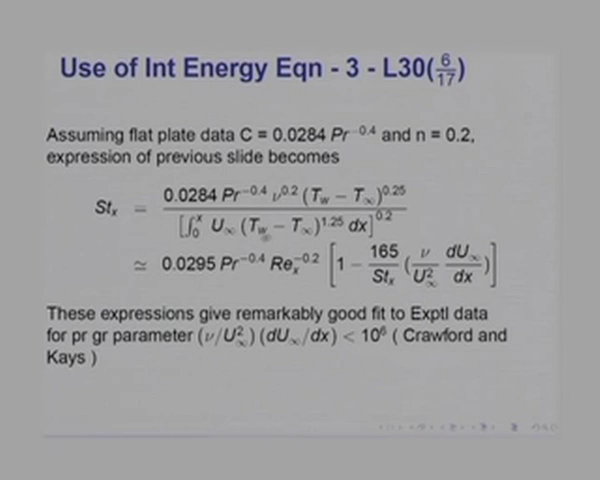 Use of Int Energy Eqn - 3 - L30(6/17)
Assuming flat plate data C = 0.0284 Pr^−0.4 and n = 0.2,
expression of previous slide becomes
St_x = 0.0284 Pr^−0.4 ν^0.2 (T_w − T_∞)^0.25 / [∫_0^x U_∞ (T_w − T_∞)^1.25 dx]^0.2
≃ 0.0295 Pr^−0.4 Re_x^−0.2 [1 − 165/St_x (ν/U_∞^2 dU_∞/dx)]
These expressions give remarkably good fit to Exptl data
for pr gr parameter (ν/U_∞^2) (dU_∞/dx) < 10^6 ( Crawford and
Kays )